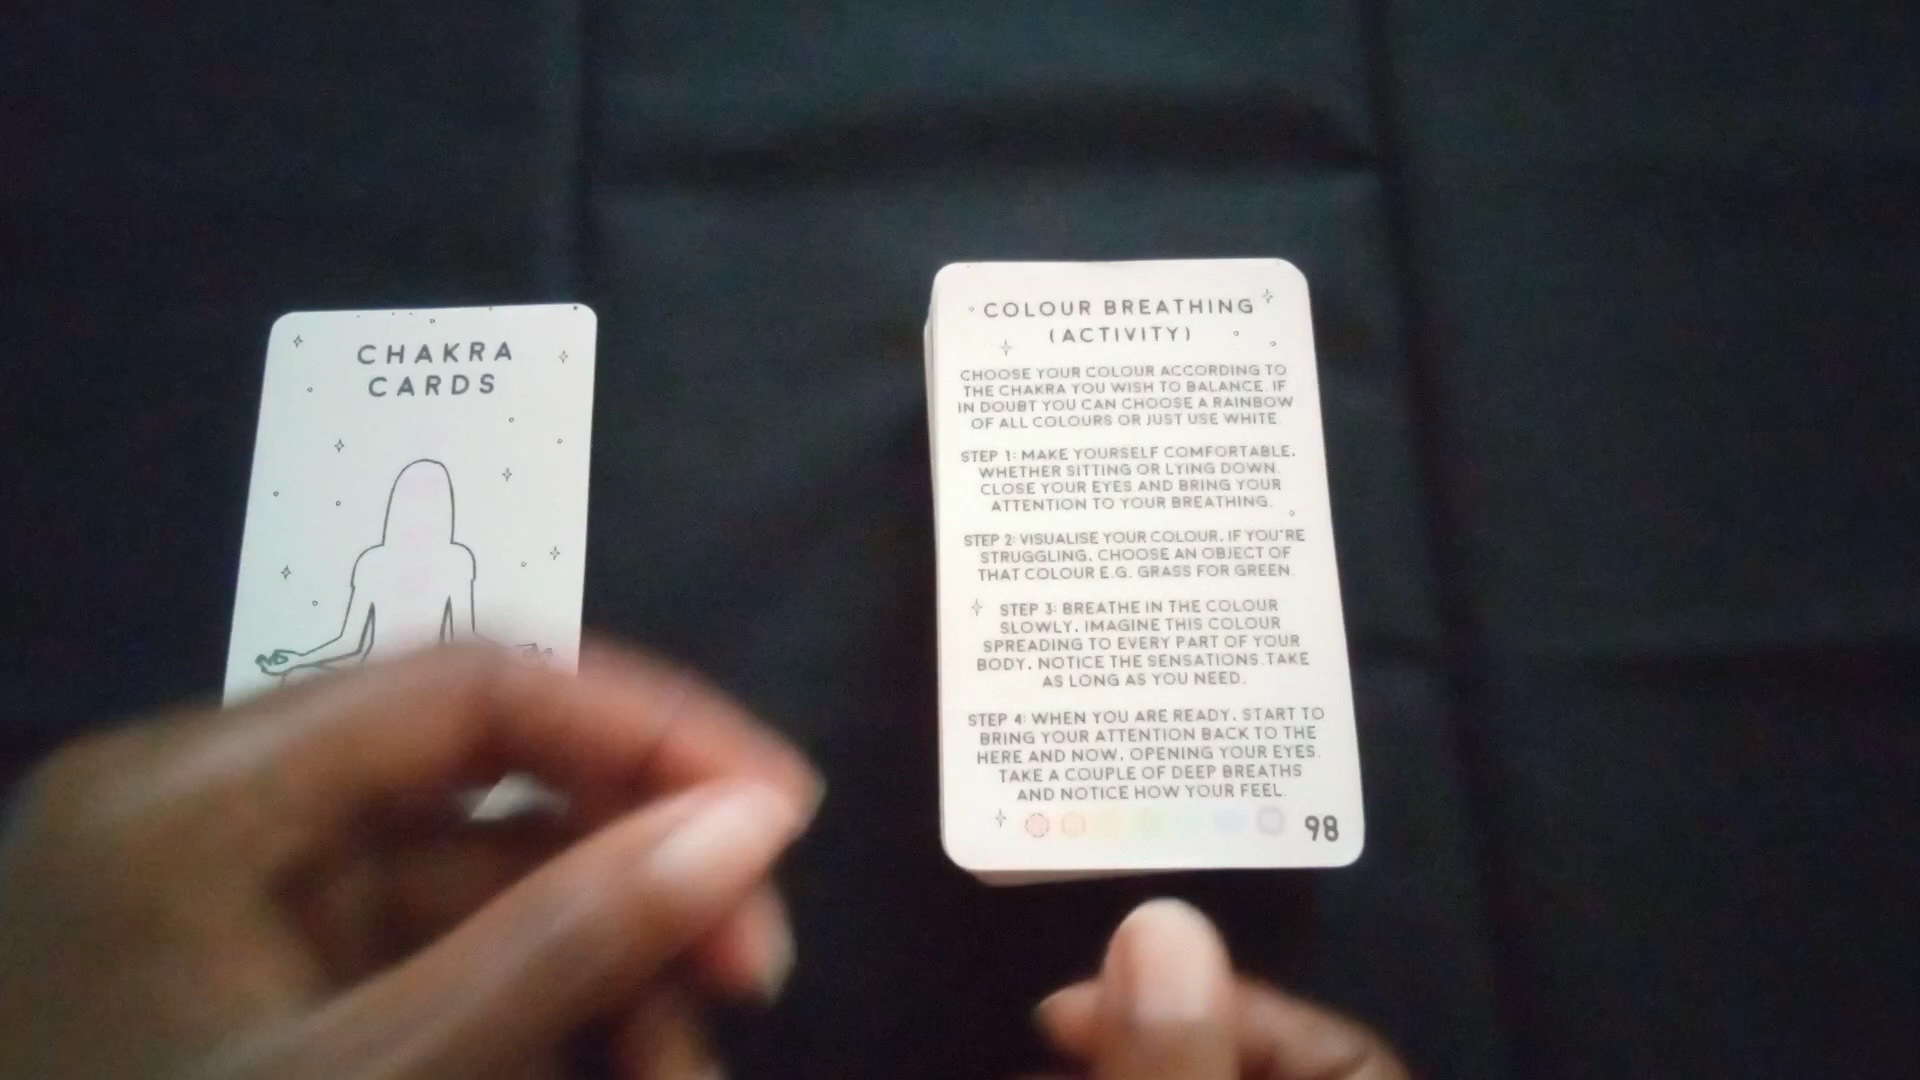 CHAKRA
CARDS
COLOUR BREATHING
(ACTIVITY)
CHOOSE YOUR COLOUR ACCORDING TO
THE CHAKRA YOU WISH TO BALANCE. IF
IN DOUBT YOU CAN CHOOSE A RAINBOW
OF ALL COLOURS OR JUST USE WHITE.
STEP 1: MAKE YOURSELF COMFORTABLE,
WHETHER SITTING OR LYING DOWN.
CLOSE YOUR EYES AND BRING YOUR
ATTENTION TO YOUR BREATHING.
STEP 2: VISUALISE YOUR COLOUR. IF YOU'RE
STRUGGLING, CHOOSE AN OBJECT OF
THAT COLOUR E.G. GRASS FOR GREEN.
STEP 3: BREATHE IN THE COLOUR
SLOWLY. IMAGINE THIS COLOUR
SPREADING TO EVERY PART OF YOUR
BODY. NOTICE THE SENSATIONS. TAKE
AS LONG AS YOU NEED.
STEP 4: WHEN YOU ARE READY, START TO
BRING YOUR ATTENTION BACK TO THE
HERE AND NOW, OPENING YOUR EYES.
TAKE A COUPLE OF DEEP BREATHS
AND NOTICE HOW YOUR FEEL.
98